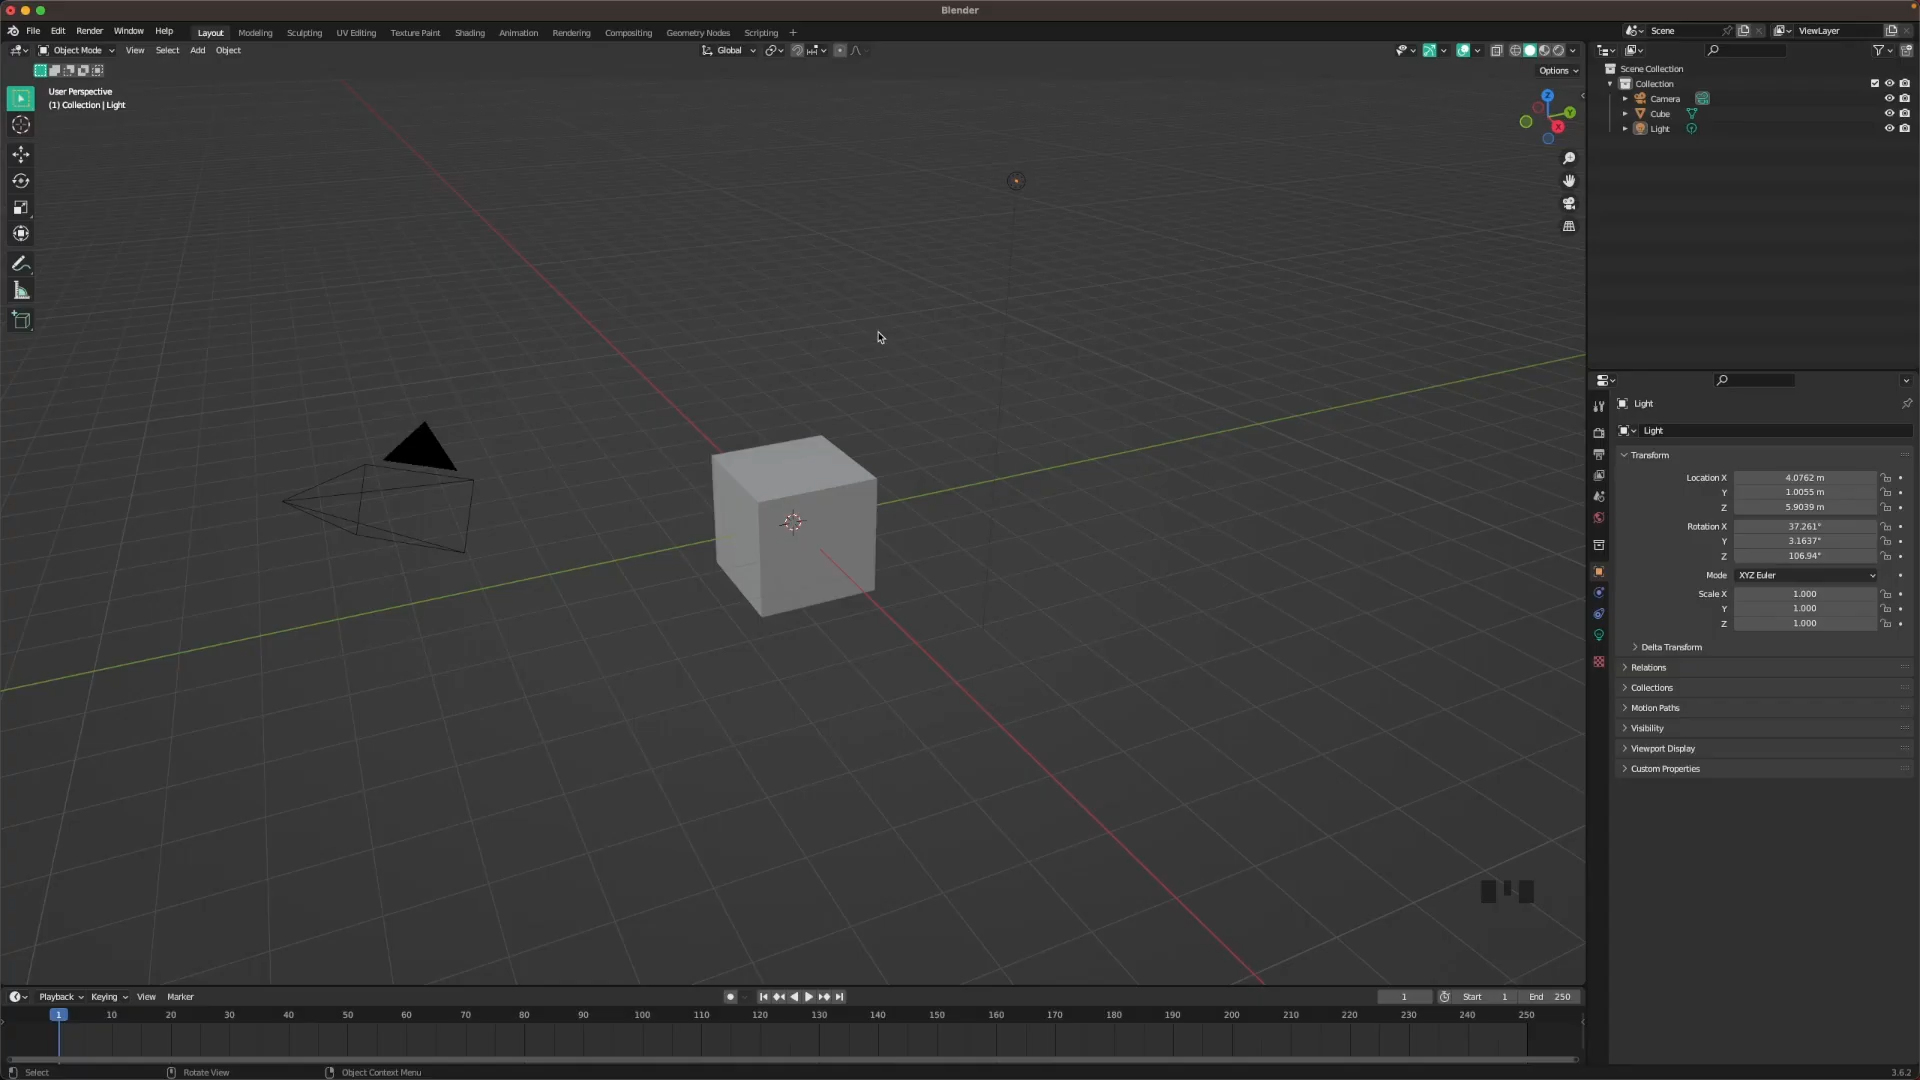 Blender
File Edit Render Window Help Layout Modeling Sculpting UV Editing Texture Paint Shading Animation Rendering Compositing Geometry Nodes Scripting +
Scene ViewLayer
Object Mode View Select Add Object Global
Options
User Perspective
(1) Collection | Light
Z
Y
X
Scene Collection
Collection
Camera
Cube
Light
Light
Light
Transform
Location X 4.0762 m
Y 1.0055 m
Z 5.9039 m
Rotation X 37.261°
Y 3.1637°
Z 106.94°
Mode XYZ Euler
Scale X 1.000
Y 1.000
Z 1.000
Delta Transform
Relations
Collections
Motion Paths
Visibility
Viewport Display
Custom Properties
Playback Keying View Marker 1 Start 1 End 250
1 10 20 30 40 50 60 70 80 90 100 110 120 130 140 150 160 170 180 190 200 210 220 230 240 250
Select Rotate View Object Context Menu 3.6.2